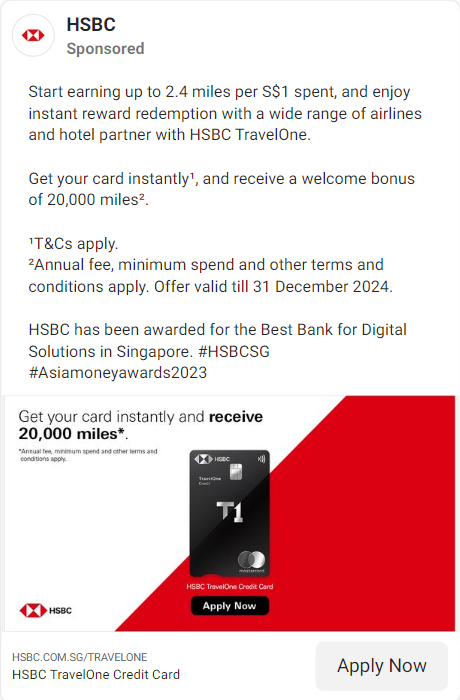 HSBC
Sponsored
Start earning up to 2.4 miles per S$1 spent, and enjoy
instant reward redemption with a wide range of airlines
and hotel partner with HSBC TravelOne.
Get your card instantly¹, and receive a welcome bonus
of 20,000 miles².
¹T&Cs apply.
²Annual fee, minimum spend and other terms and
conditions apply. Offer valid till 31 December 2024.
HSBC has been awarded for the Best Bank for Digital
Solutions in Singapore. #HSBCSG
#Asiamoneyawards2023
Get your card instantly and receive
20,000 miles*.
*Annual fee, minimum spend and other terms and
conditions apply.
HSBC
TravelOne
Credit
T1
mastercard
HSBC TravelOne Credit Card
Apply Now
HSBC
HSBC.COM.SG/TRAVELONE
HSBC TravelOne Credit Card
Apply Now